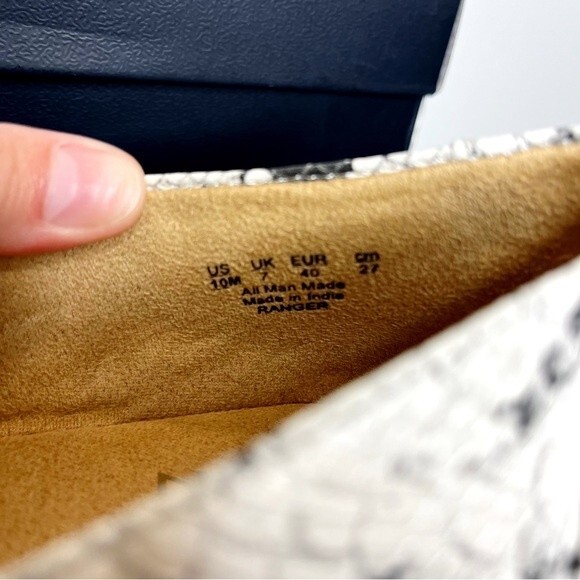 US UK EUR cm
10M 7 40 27
All Man Made
Made in India
RANGER